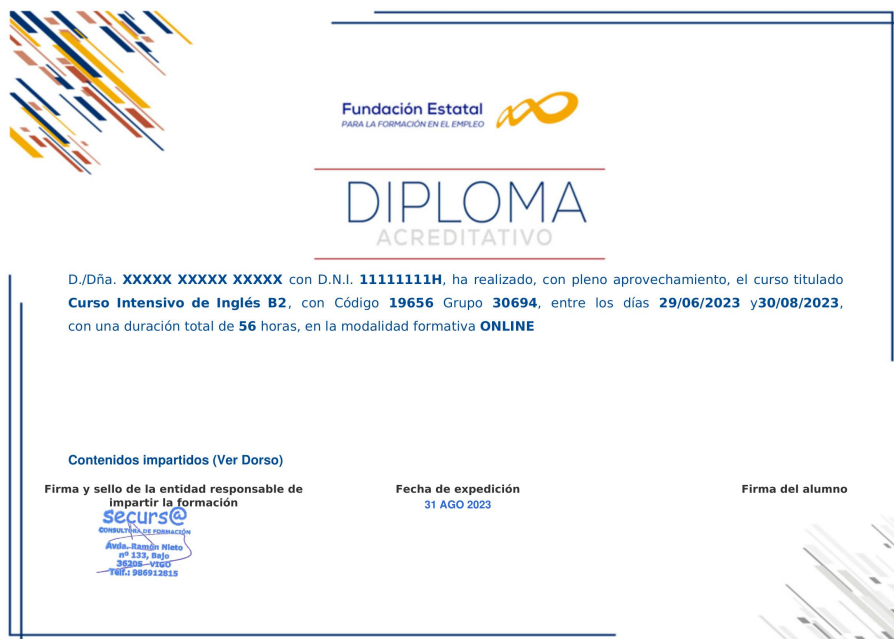 Fundación Estatal
PARA LA FORMACIÓN EN EL EMPLEO
DIPLOMA
ACREDITATIVO
D./Dña. XXXXX XXXXX XXXXX con D.N.I. 11111111H, ha realizado, con pleno aprovechamiento, el curso titulado
Curso Intensivo de Inglés B2, con Código 19656 Grupo 30694, entre los días 29/06/2023 y30/08/2023,
con una duración total de 56 horas, en la modalidad formativa ONLINE
Contenidos impartidos (Ver Dorso)
Firma y sello de la entidad responsable de
impartir la formación
Fecha de expedición
31 AGO 2023
Firma del alumno
secur​s@
CONSULTORA DE FORMACIÓN
Avda. Ramón Nieto
nº 133, Bajo
36205 - VIGO
Telf.: 986912815